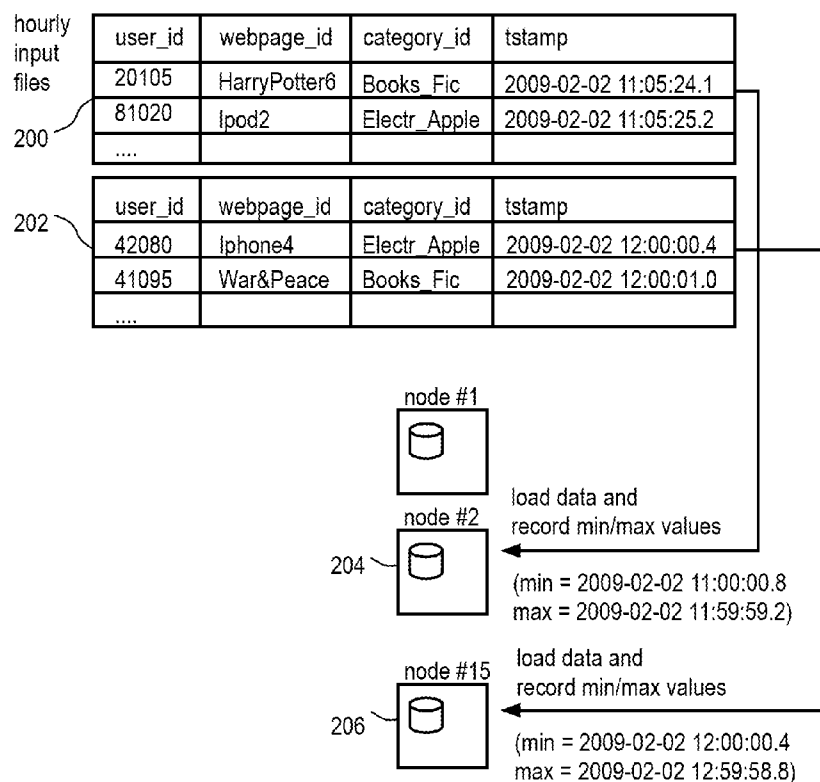 hourly input files
user_id webpage_id category_id tstamp
20105 HarryPotter6 Books_Fic 2009-02-02 11:05:24.1
81020 Ipod2 Electr_Apple 2009-02-02 11:05:25.2
....
200
user_id webpage_id category_id tstamp
42080 Iphone4 Electr_Apple 2009-02-02 12:00:00.4
41095 War&Peace Books_Fic 2009-02-02 12:00:01.0
....
202
node #1
node #2
204
load data and
record min/max values
(min = 2009-02-02 11:00:00.8
max = 2009-02-02 11:59:59.2)
node #15
206
load data and
record min/max values
(min = 2009-02-02 12:00:00.4
max = 2009-02-02 12:59:58.8)